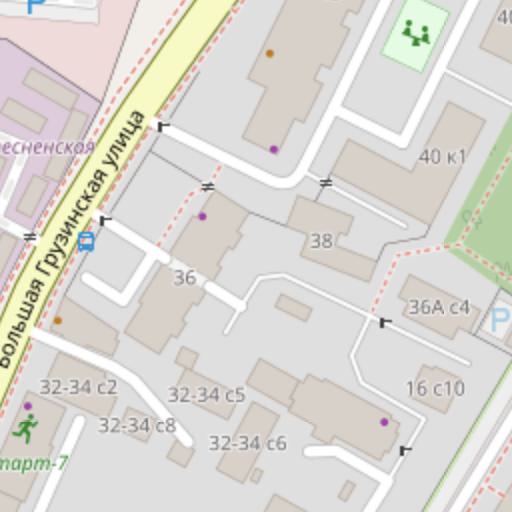 P
40
есненская
40 к1
Большая Грузинская улица
38
36
36А с4
P
32-34 с2
32-34 с5
16 с10
32-34 с8
32-34 с6
тарт-7